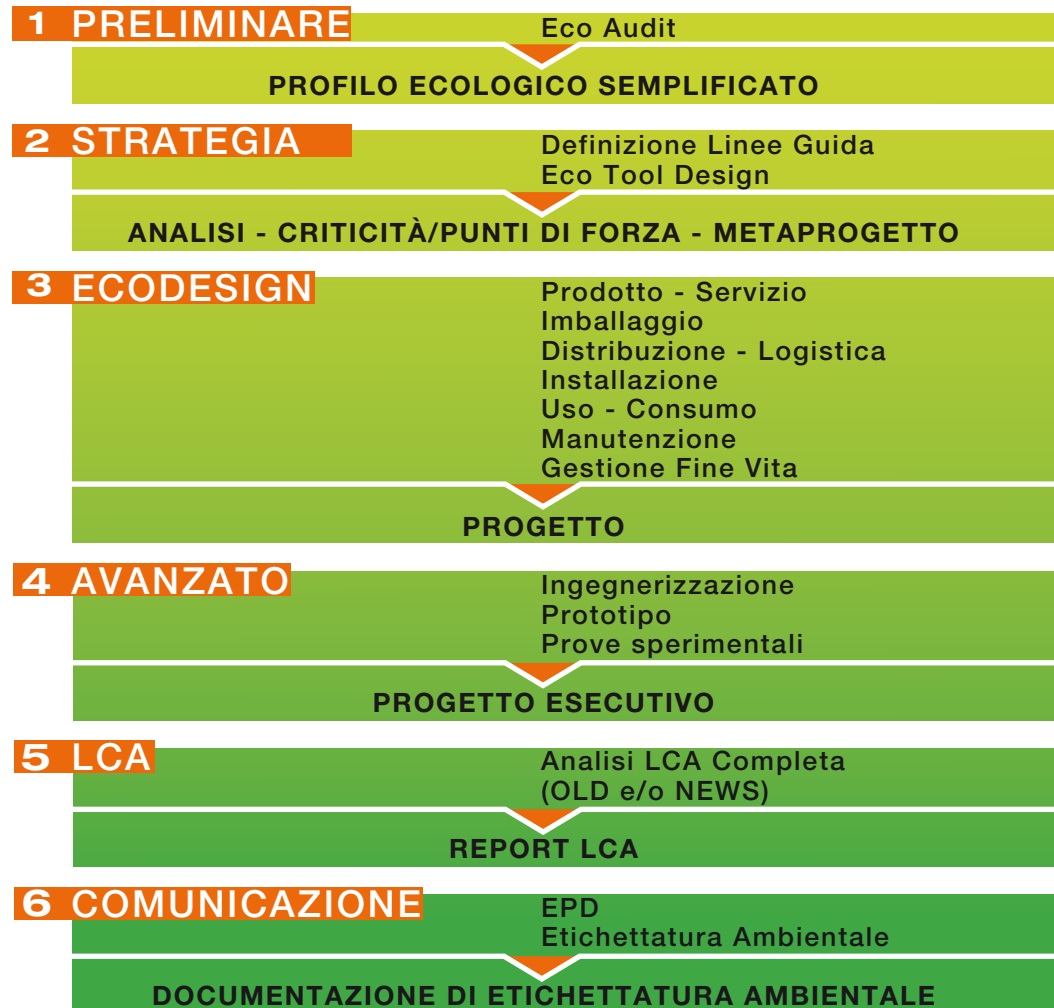 1 PRELIMINARE
Eco Audit
PROFILO ECOLOGICO SEMPLIFICATO
2 STRATEGIA
Definizione Linee Guida
Eco Tool Design
ANALISI - CRITICITÀ/PUNTI DI FORZA - METAPROGETTO
3 ECODESIGN
Prodotto - Servizio
Imballaggio
Distribuzione - Logistica
Installazione
Uso - Consumo
Manutenzione
Gestione Fine Vita
PROGETTO
4 AVANZATO
Ingegnerizzazione
Prototipo
Prove sperimentali
PROGETTO ESECUTIVO
5 LCA
Analisi LCA Completa
(OLD e/o NEWS)
REPORT LCA
6 COMUNICAZIONE
EPD
Etichettatura Ambientale
DOCUMENTAZIONE DI ETICHETTATURA AMBIENTALE